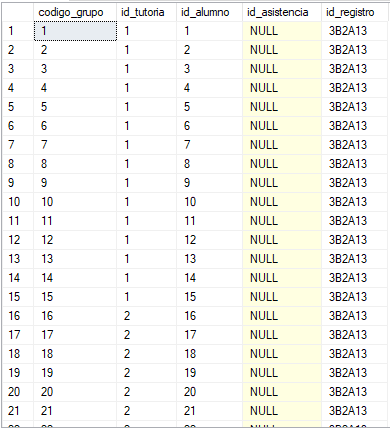 codigo_grupo id_tutoria id_alumno id_asistencia id_registro
1 1 1 1 NULL 3B2A13
2 2 1 2 NULL 3B2A13
3 3 1 3 NULL 3B2A13
4 4 1 4 NULL 3B2A13
5 5 1 5 NULL 3B2A13
6 6 1 6 NULL 3B2A13
7 7 1 7 NULL 3B2A13
8 8 1 8 NULL 3B2A13
9 9 1 9 NULL 3B2A13
10 10 1 10 NULL 3B2A13
11 11 1 11 NULL 3B2A13
12 12 1 12 NULL 3B2A13
13 13 1 13 NULL 3B2A13
14 14 1 14 NULL 3B2A13
15 15 1 15 NULL 3B2A13
16 16 2 16 NULL 3B2A13
17 17 2 17 NULL 3B2A13
18 18 2 18 NULL 3B2A13
19 19 2 19 NULL 3B2A13
20 20 2 20 NULL 3B2A13
21 21 2 21 NULL 3B2A13